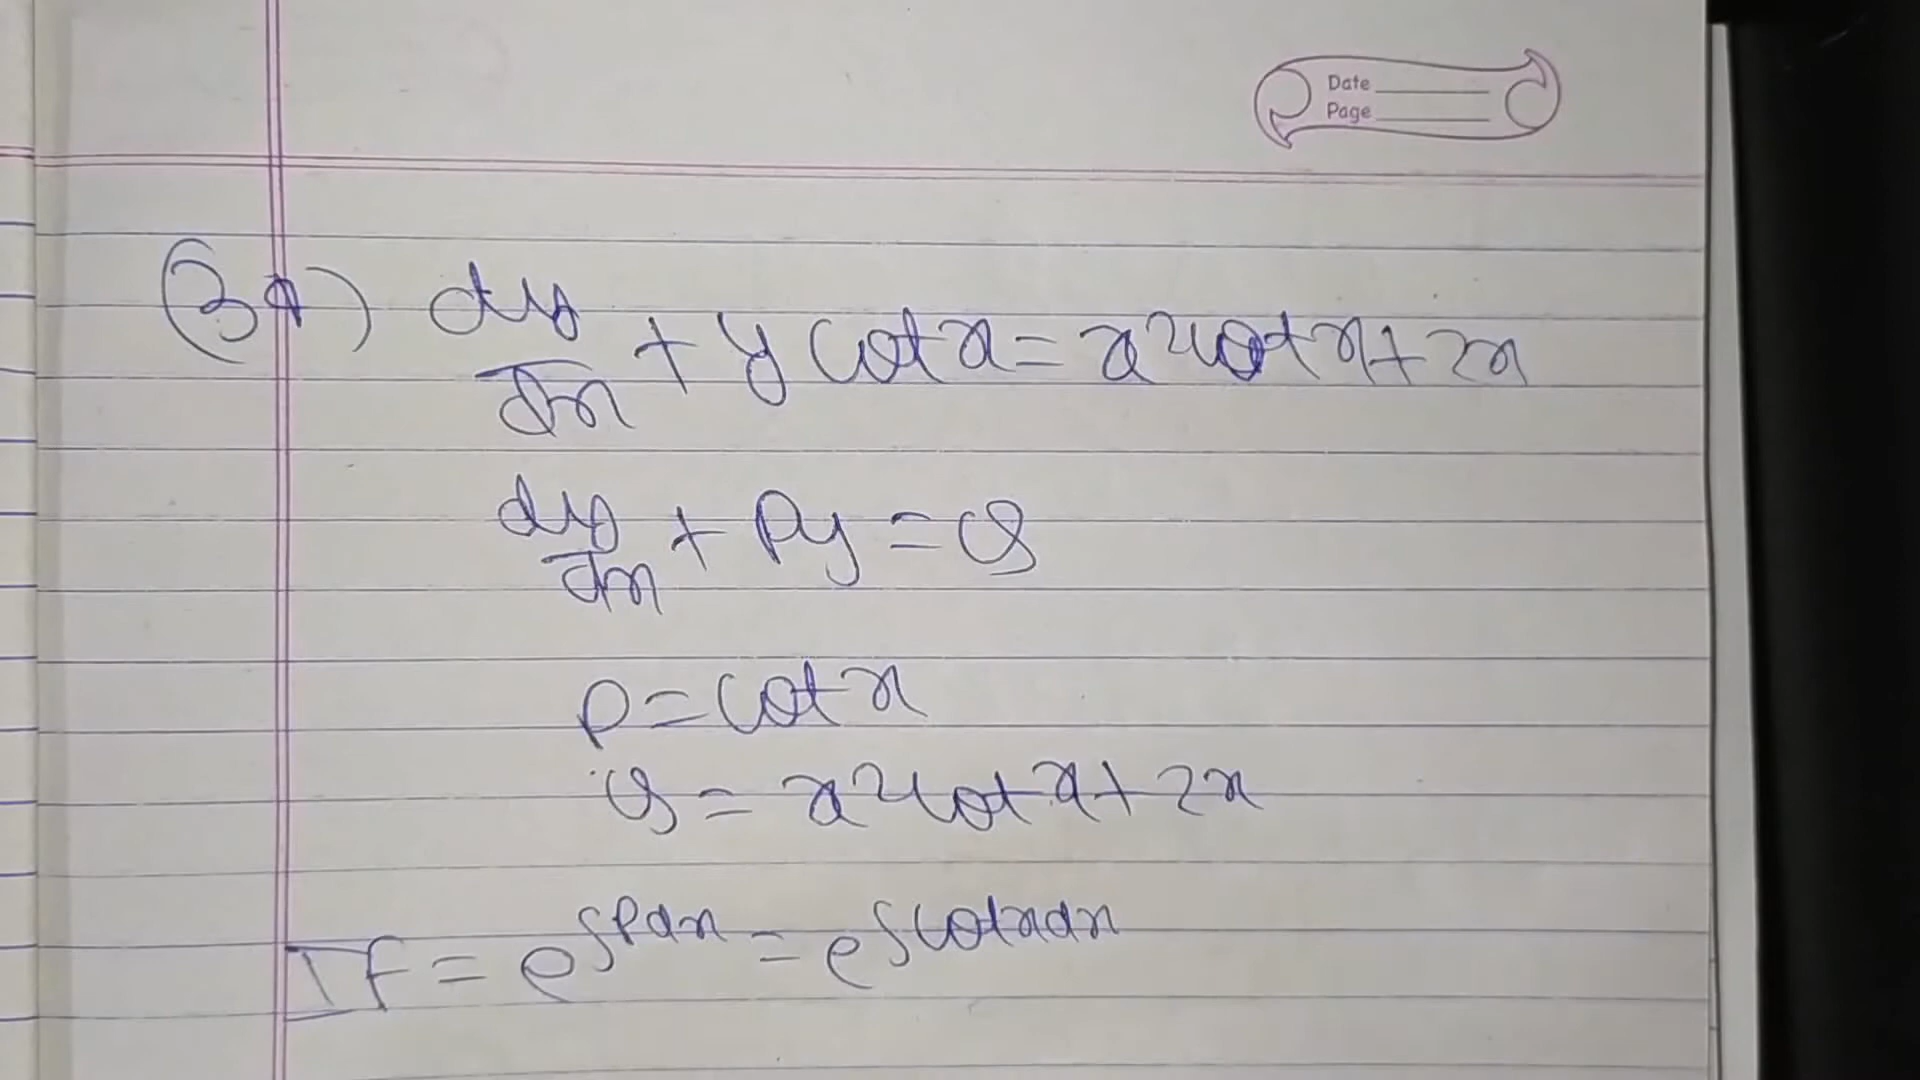 Date
Page
(34) dy/dx + y cot x = x² cot x + 2x
dy/dx + Py = Q
P = cot x
Q = x² cot x + 2x
IF = e^∫Pdx = e^∫cot x dx